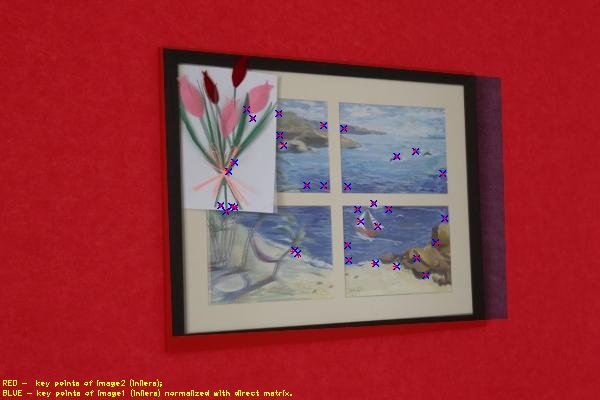 RED - key points of image2 (inliers);
BLUE - key points of image1 (inliers) normalized with direct matrix.